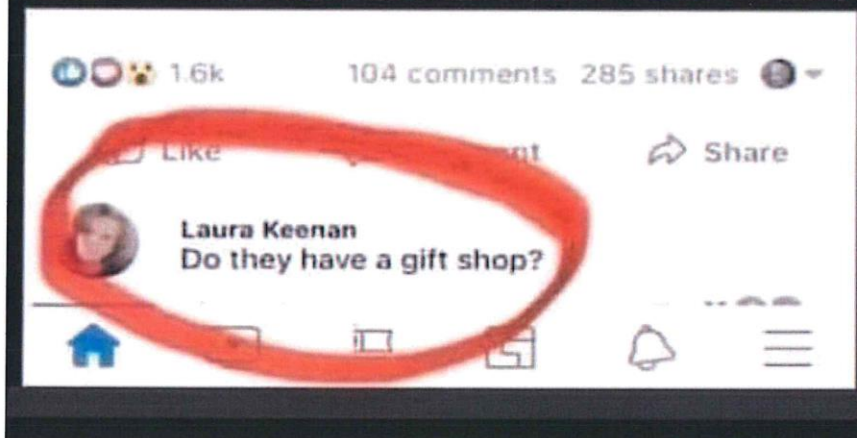 1.6k 104 comments 285 shares
Like Share
Laura Keenan
Do they have a gift shop?